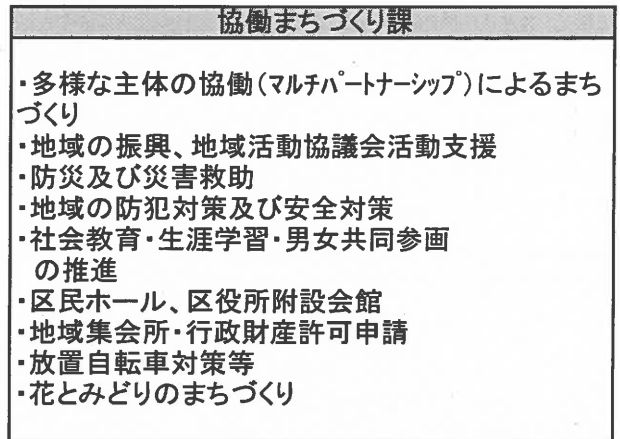 協働まちづくり課
・多様な主体の協働(ﾏﾙﾁﾊﾟｰﾄﾅｰｼｯﾌﾟ)によるまち
づくり
・地域の振興、地域活動協議会活動支援
・防災及び災害救助
・地域の防犯対策及び安全対策
・社会教育・生涯学習・男女共同参画
の推進
・区民ホール、区役所附設会館
・地域集会所・行政財産許可申請
・放置自転車対策等
・花とみどりのまちづくり